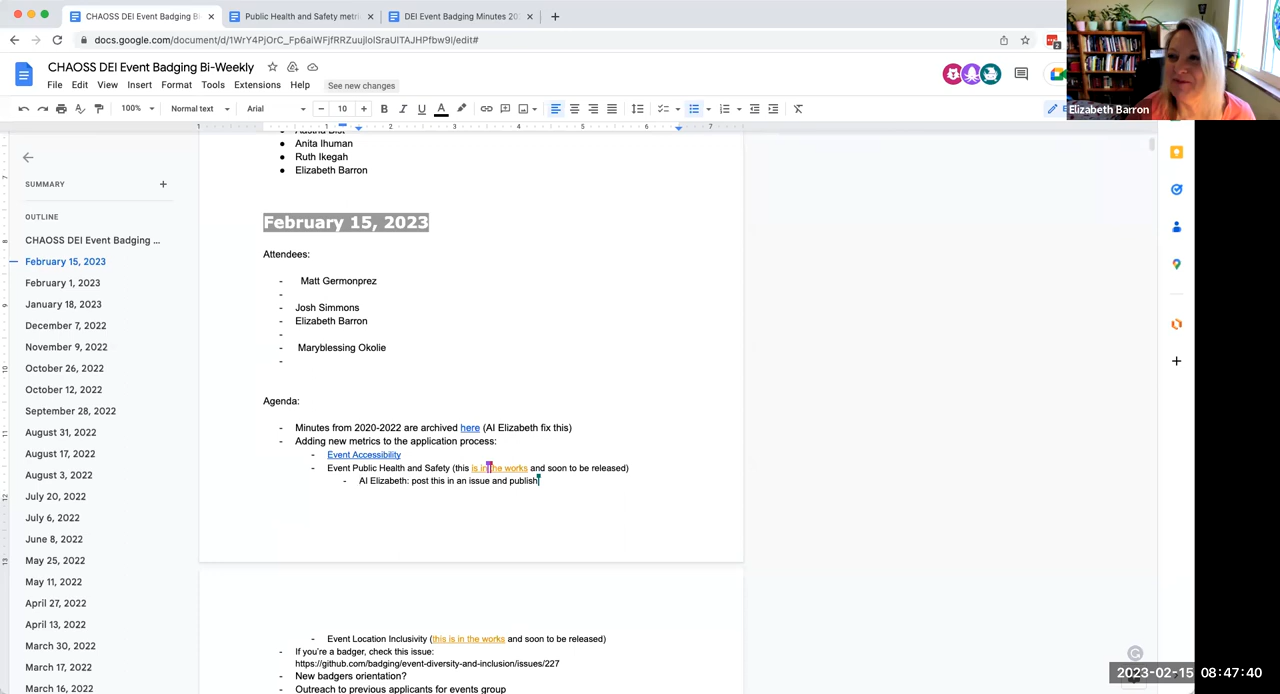 CHAOSS DEI Event Badging Bi-W
Public Health and Safety metri
DEI Event Badging Minutes 202
docs.google.com/document/d/1WrY4PjOrC_Fp6aiWFjfRRZuujlolSraUlTAJHPfbw9I/edit#
2
CHAOSS DEI Event Badging Bi-Weekly
File Edit View Insert Format Tools Extensions Help See new changes
100% Normal text Arial 10
Elizabeth Barron
1 1 2 3 4 5 6 7
Anita Ihuman
Ruth Ikegah
Elizabeth Barron
SUMMARY
OUTLINE
CHAOSS DEI Event Badging ...
February 15, 2023
February 1, 2023
January 18, 2023
December 7, 2022
November 9, 2022
October 26, 2022
October 12, 2022
September 28, 2022
August 31, 2022
August 17, 2022
August 3, 2022
July 20, 2022
July 6, 2022
June 8, 2022
May 25, 2022
May 11, 2022
April 27, 2022
April 13, 2022
March 30, 2022
March 17, 2022
March 16, 2022
February 15, 2023
Attendees:
- Matt Germonprez
-
- Josh Simmons
- Elizabeth Barron
-
- Maryblessing Okolie
-
Agenda:
- Minutes from 2020-2022 are archived here (AI Elizabeth fix this)
- Adding new metrics to the application process:
- Event Accessibility
- Event Public Health and Safety (this is in the works and soon to be released)
- AI Elizabeth: post this in an issue and publish
- Event Location Inclusivity (this is in the works and soon to be released)
- If you're a badger, check this issue:
https://github.com/badging/event-diversity-and-inclusion/issues/227
- New badgers orientation?
- Outreach to previous applicants for events group
2023-02-15 08:47:40